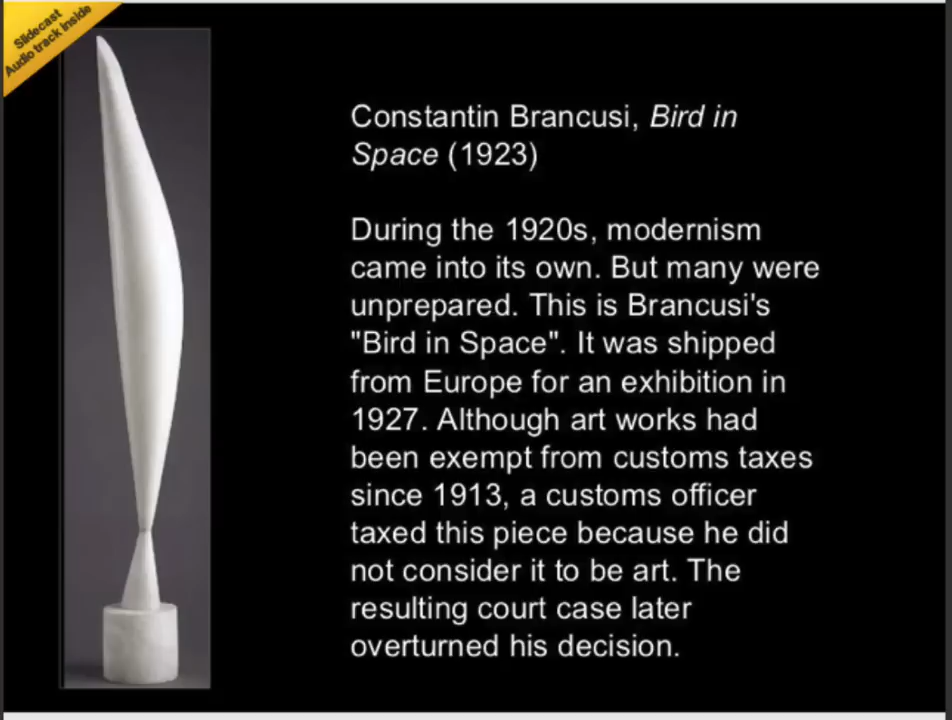 Slidecast
Audio track inside
Constantin Brancusi, Bird in
Space (1923)
During the 1920s, modernism
came into its own. But many were
unprepared. This is Brancusi's
"Bird in Space". It was shipped
from Europe for an exhibition in
1927. Although art works had
been exempt from customs taxes
since 1913, a customs officer
taxed this piece because he did
not consider it to be art. The
resulting court case later
overturned his decision.